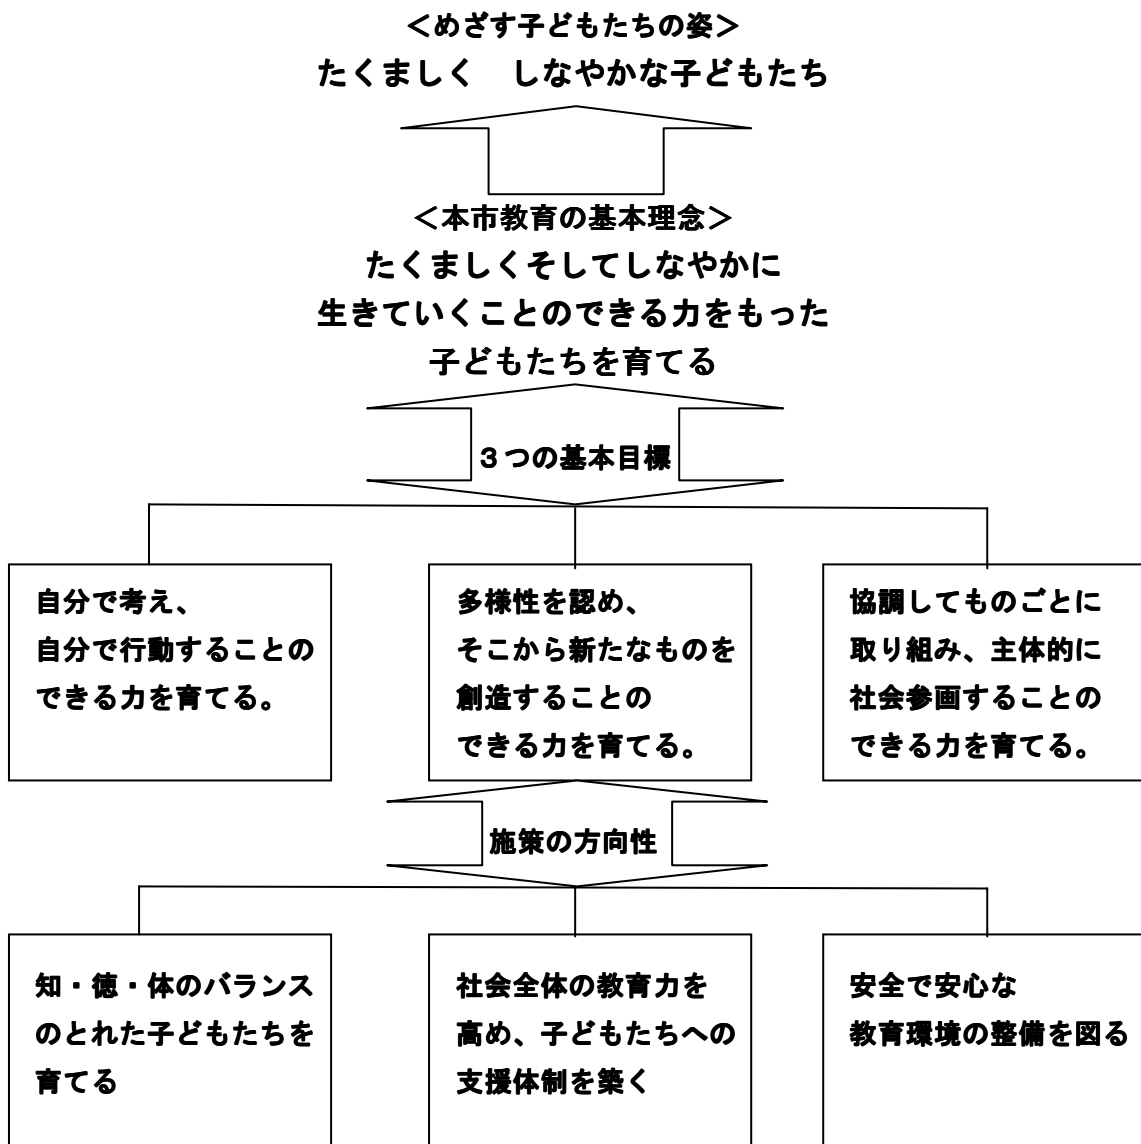 ＜めざす子どもたちの姿＞
たくましく　しなやかな子どもたち
＜本市教育の基本理念＞
たくましくそしてしなやかに
生きていくことのできる力をもった
子どもたちを育てる
３つの基本目標
自分で考え、
自分で行動することの
できる力を育てる。
多様性を認め、
そこから新たなものを
創造することの
できる力を育てる。
協調してものごとに
取り組み、主体的に
社会参画することの
できる力を育てる。
施策の方向性
知・徳・体のバランス
のとれた子どもたちを
育てる
社会全体の教育力を
高め、子どもたちへの
支援体制を築く
安全で安心な
教育環境の整備を図る